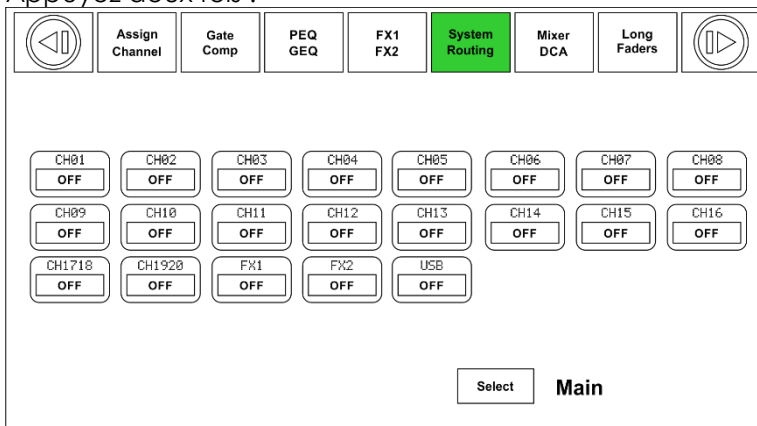 Appuyez deux fois :
Assign Channel Gate Comp PEQ GEQ FX1 FX2 System Routing Mixer DCA Long Faders
CH01 CH02 CH03 CH04 CH05 CH06 CH07 CH08
OFF OFF OFF OFF OFF OFF OFF OFF
CH09 CH10 CH11 CH12 CH13 CH14 CH15 CH16
OFF OFF OFF OFF OFF OFF OFF OFF
CH1718 CH1920 FX1 FX2 USB
OFF OFF OFF OFF OFF
Select Main